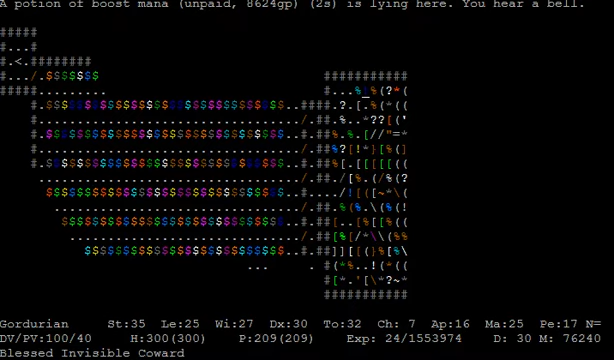 A potion of boost mana (unpaid, 8624gp) (2s) is lying here. You hear a bell.
Gordurian St:35 Le:25 Wi:27 Dx:30 To:32 Ch: 7 Ap:16 Ma:25 Pe:17 N=
DV/PV:100/40 H:300(300) P:209(209) Exp: 24/1553974 D: 30 M: 76240
Blessed Invisible Coward